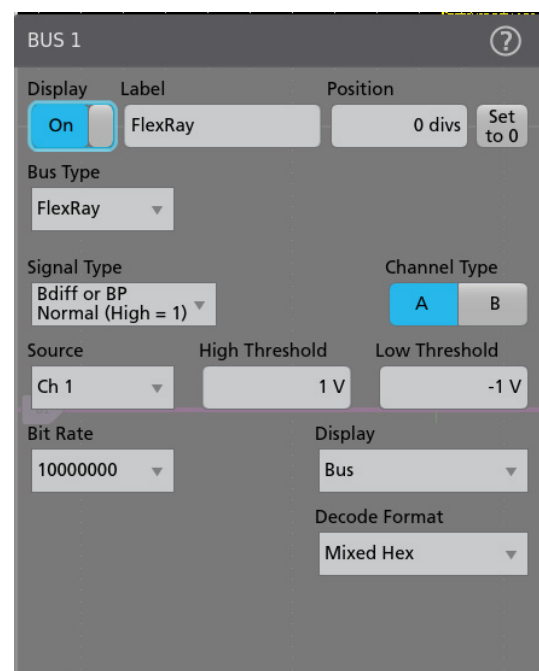 BUS 1
?
Display Label Position
On FlexRay 0 divs Set to 0
Bus Type
FlexRay
Signal Type Channel Type
Bdiff or BP
Normal (High = 1) A B
Source High Threshold Low Threshold
Ch 1 1 V -1 V
Bit Rate Display
10000000 Bus
Decode Format
Mixed Hex